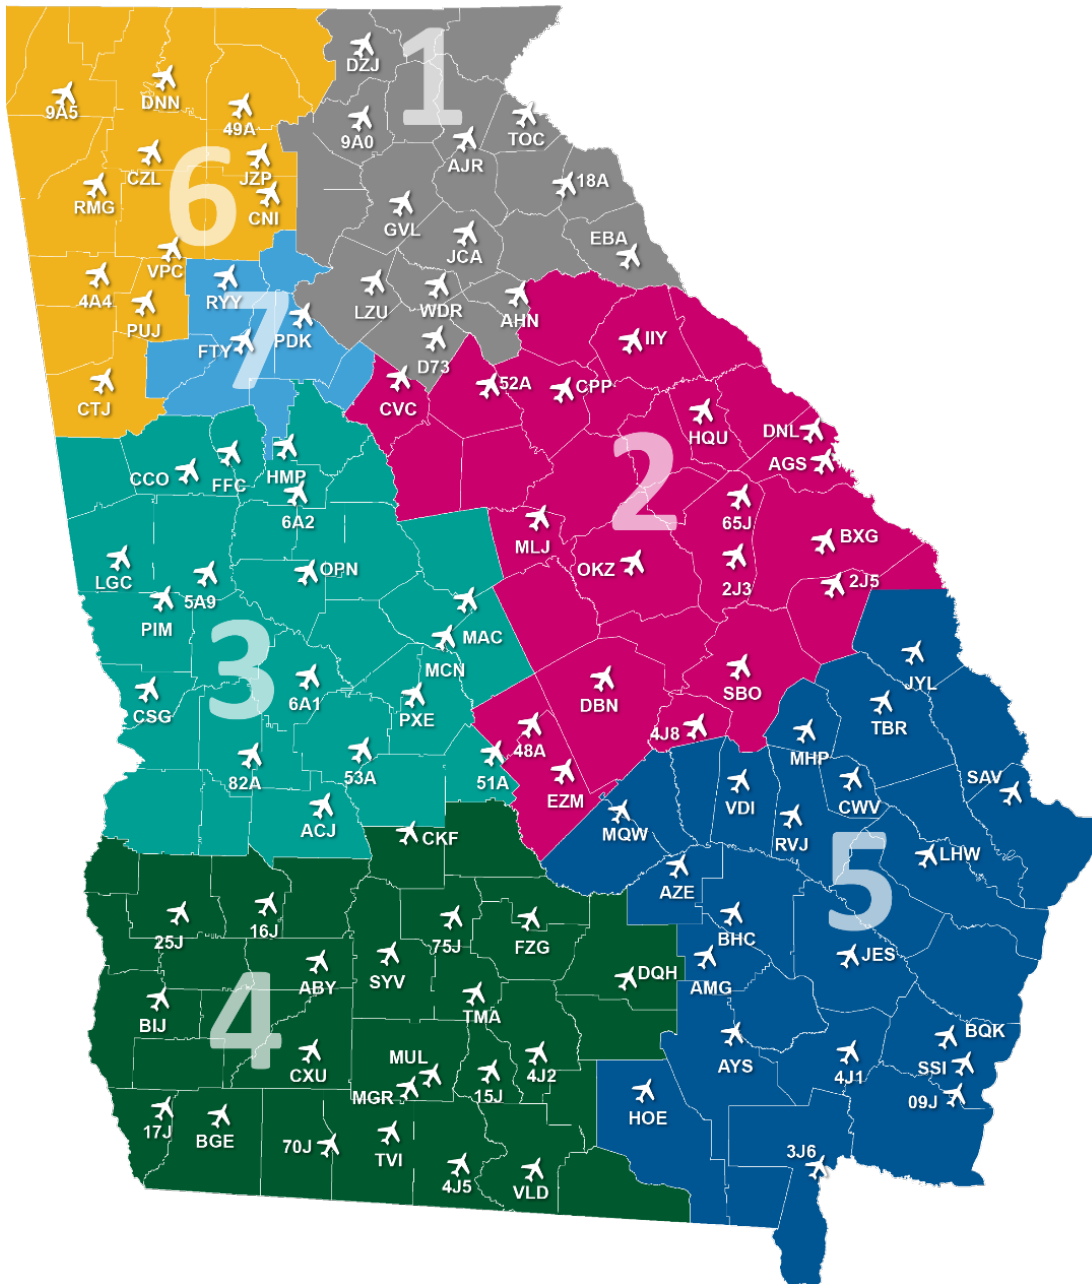 1
DZJ
9A5
DNN
49A
9A0
TOC
AJR
CZL
JZP
18A
RMG
6
CNI
GVL
JCA
EBA
VPC
4A4
RYY
LZU
WDR
AHN
PUJ
7
PDK
FTY
D73
IIY
CTJ
CVC
52A
CPP
HQU
DNL
AGS
CCO
FFC
HMP
2
6A2
65J
MLJ
BXG
LGC
5A9
OPN
OKZ
2J3
2J5
PIM
MAC
3
MCN
JYL
CSG
6A1
PXE
DBN
SBO
TBR
82A
53A
51A
48A
4J8
MHP
EZM
VDI
CWV
SAV
ACJ
CKF
MQW
RVJ
LHW
AZE
5
25J
16J
75J
FZG
BHC
ABY
SYV
DQH
AMG
JES
BIJ
4
TMA
CXU
MUL
4J2
AYS
4J1
BQK
SSI
MGR
15J
HOE
09J
17J
BGE
70J
TVI
4J5
VLD
3J6